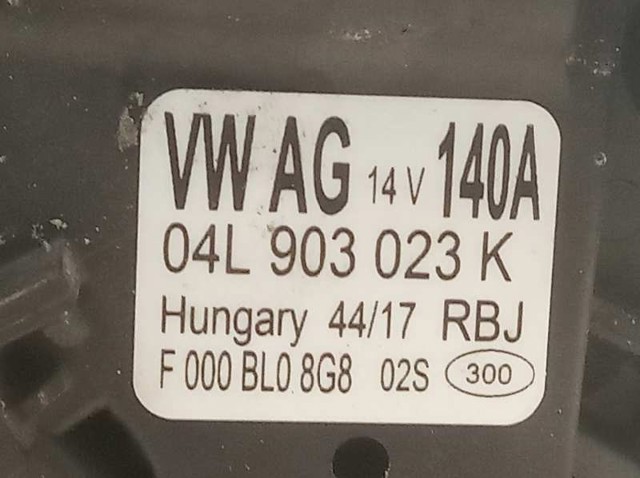 VW AG 14 V 140A
04L 903 023 K
Hungary 44/17 RBJ
F 000 BL0 8G8 02S 300